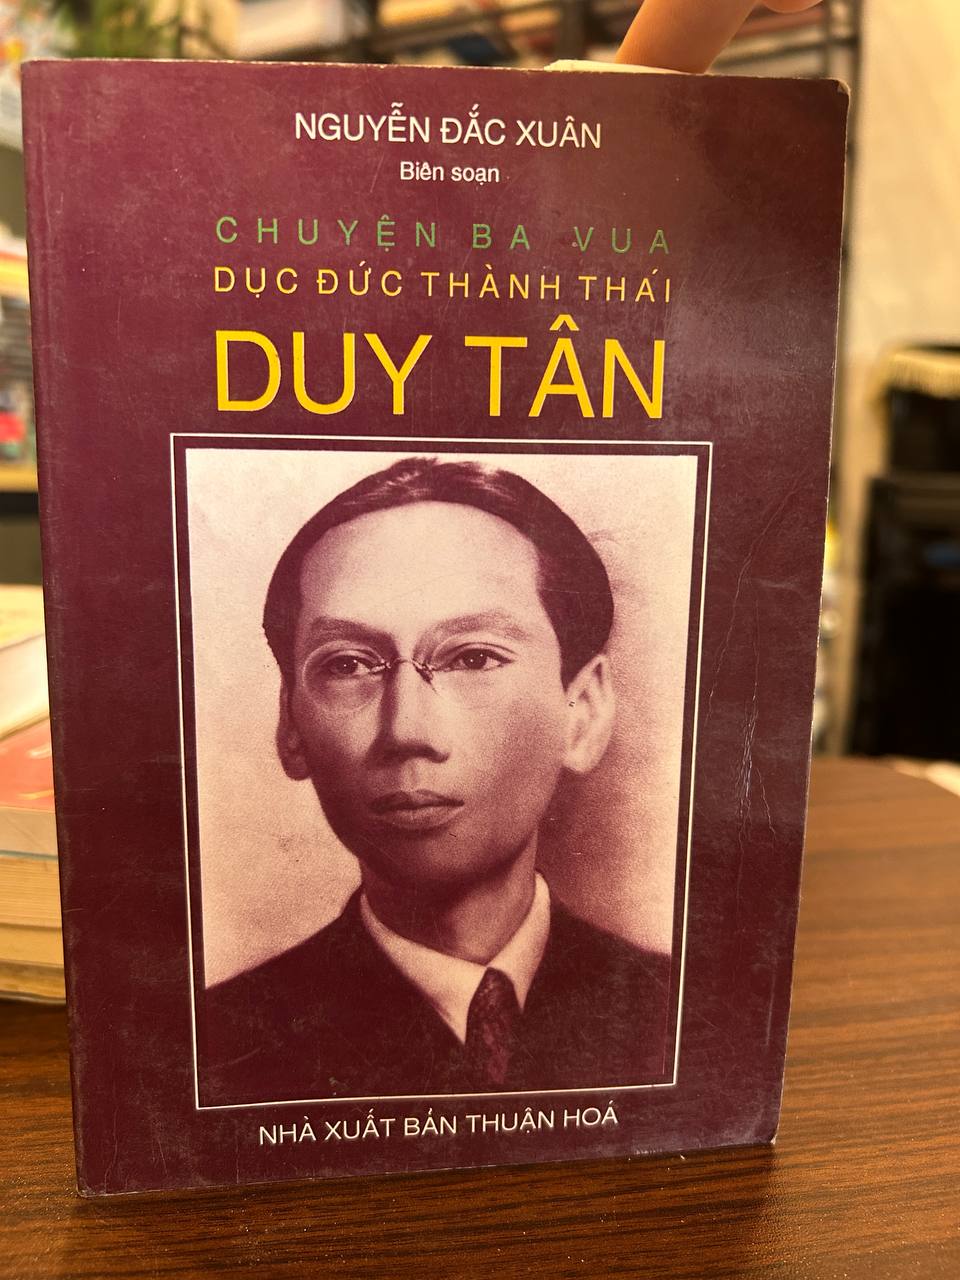 NGUYỄN ĐẮC XUÂN
Biên soạn
CHUYỆN BA VUA
DỤC ĐỨC THÀNH THÁI
DUY TÂN
NHÀ XUẤT BẢN THUẬN HOÁ